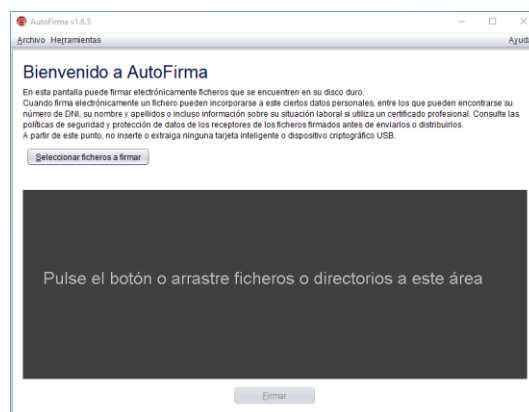 AutoFirma v1.6.5
Archivo Herramientas Ayuda
Bienvenido a AutoFirma
En esta pantalla puede firmar electrónicamente ficheros que se encuentren en su disco duro.
Cuando firma electrónicamente un fichero pueden incorporarse a este ciertos datos personales, entre los que pueden encontrarse su
número de DNI, su nombre y apellidos o incluso información sobre su situación laboral si utiliza un certificado profesional. Consulte las
políticas de seguridad y protección de datos de los receptores de los ficheros firmados antes de enviarlos o distribuirlos.
A partir de este punto, no inserte o extraiga ninguna tarjeta inteligente o dispositivo criptográfico USB.
Seleccionar ficheros a firmar
Pulse el botón o arrastre ficheros o directorios a este área
Firmar